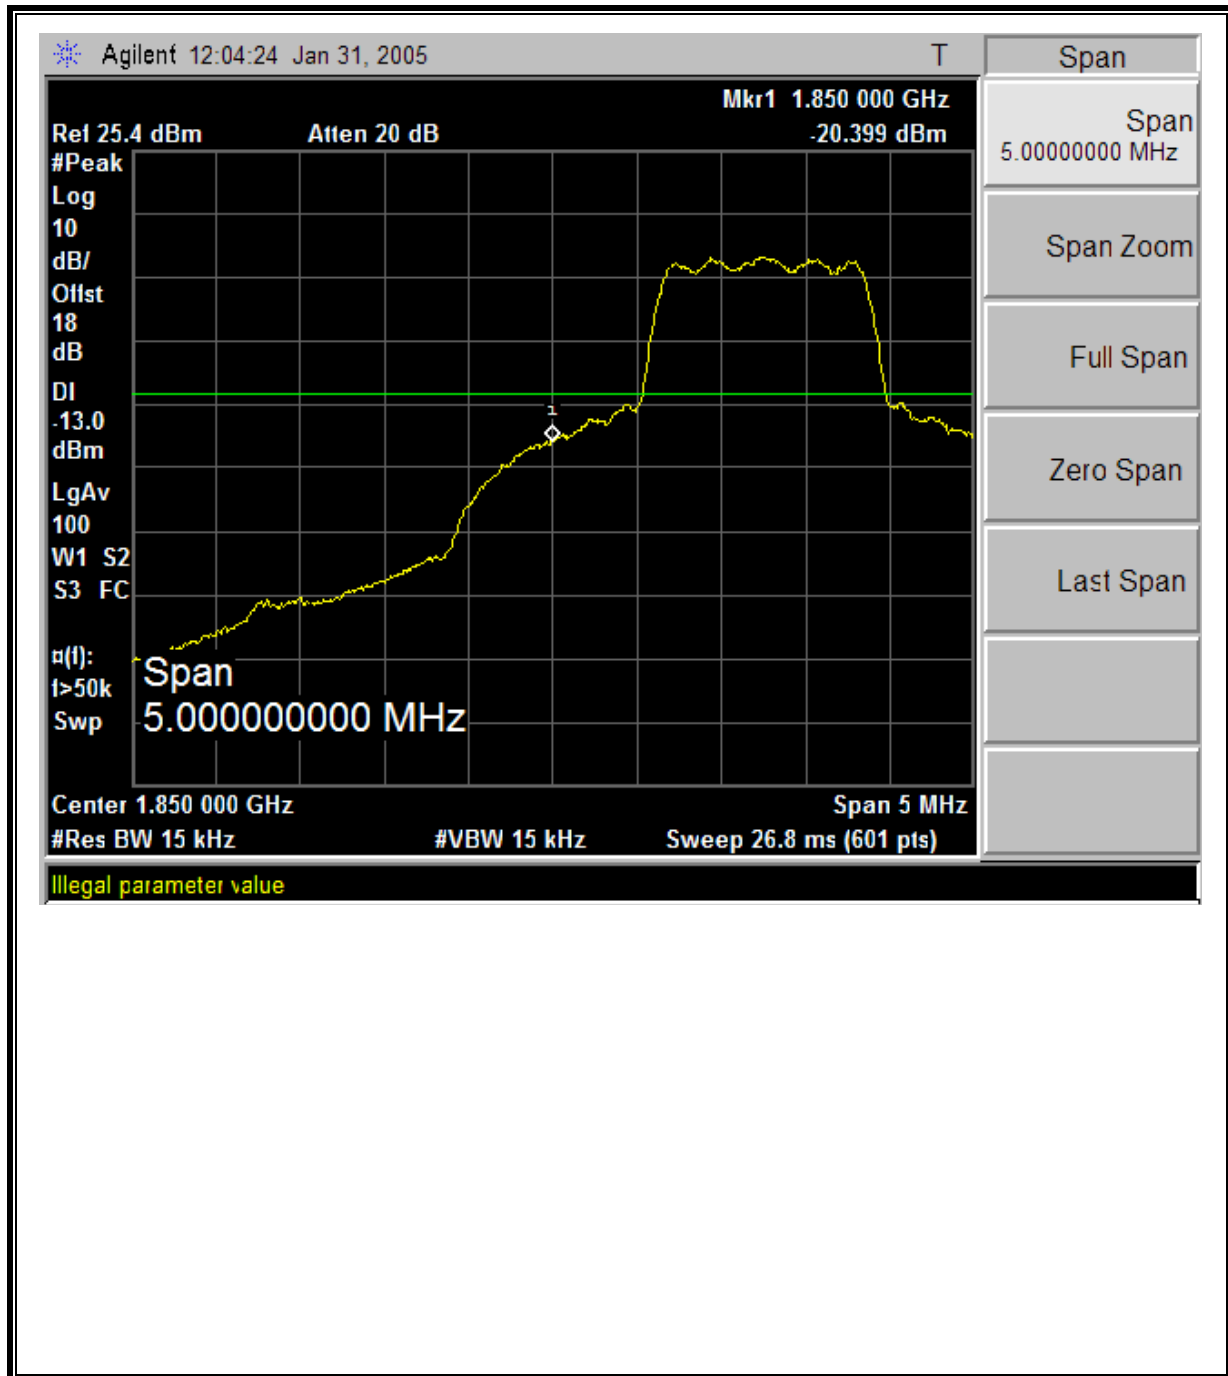 Agilent 12:04:24 Jan 31, 2005 T
Mkr1 1.850 000 GHz
Ref 25.4 dBm Atten 20 dB -20.399 dBm
#Peak
Log
10
dB/
Offst
18
dB
DI
-13.0
dBm
LgAv
100
W1 S2
S3 FC
¤(f):
f>50k
Swp
1
Span
5.000000000 MHz
Center 1.850 000 GHz Span 5 MHz
#Res BW 15 kHz #VBW 15 kHz Sweep 26.8 ms (601 pts)
Illegal parameter value
Span
Span
5.00000000 MHz
Span Zoom
Full Span
Zero Span
Last Span